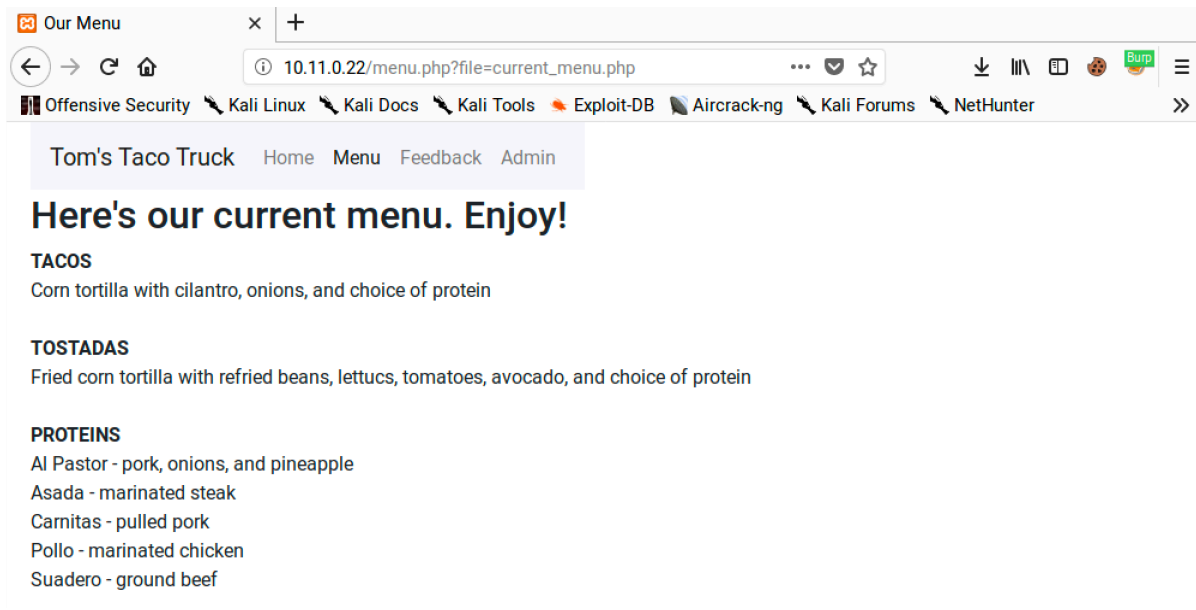 Our Menu
10.11.0.22/menu.php?file=current_menu.php
Burp
Offensive Security Kali Linux Kali Docs Kali Tools Exploit-DB Aircrack-ng Kali Forums NetHunter
Tom's Taco Truck Home Menu Feedback Admin
Here's our current menu. Enjoy!
TACOS
Corn tortilla with cilantro, onions, and choice of protein
TOSTADAS
Fried corn tortilla with refried beans, lettucs, tomatoes, avocado, and choice of protein
PROTEINS
Al Pastor - pork, onions, and pineapple
Asada - marinated steak
Carnitas - pulled pork
Pollo - marinated chicken
Suadero - ground beef